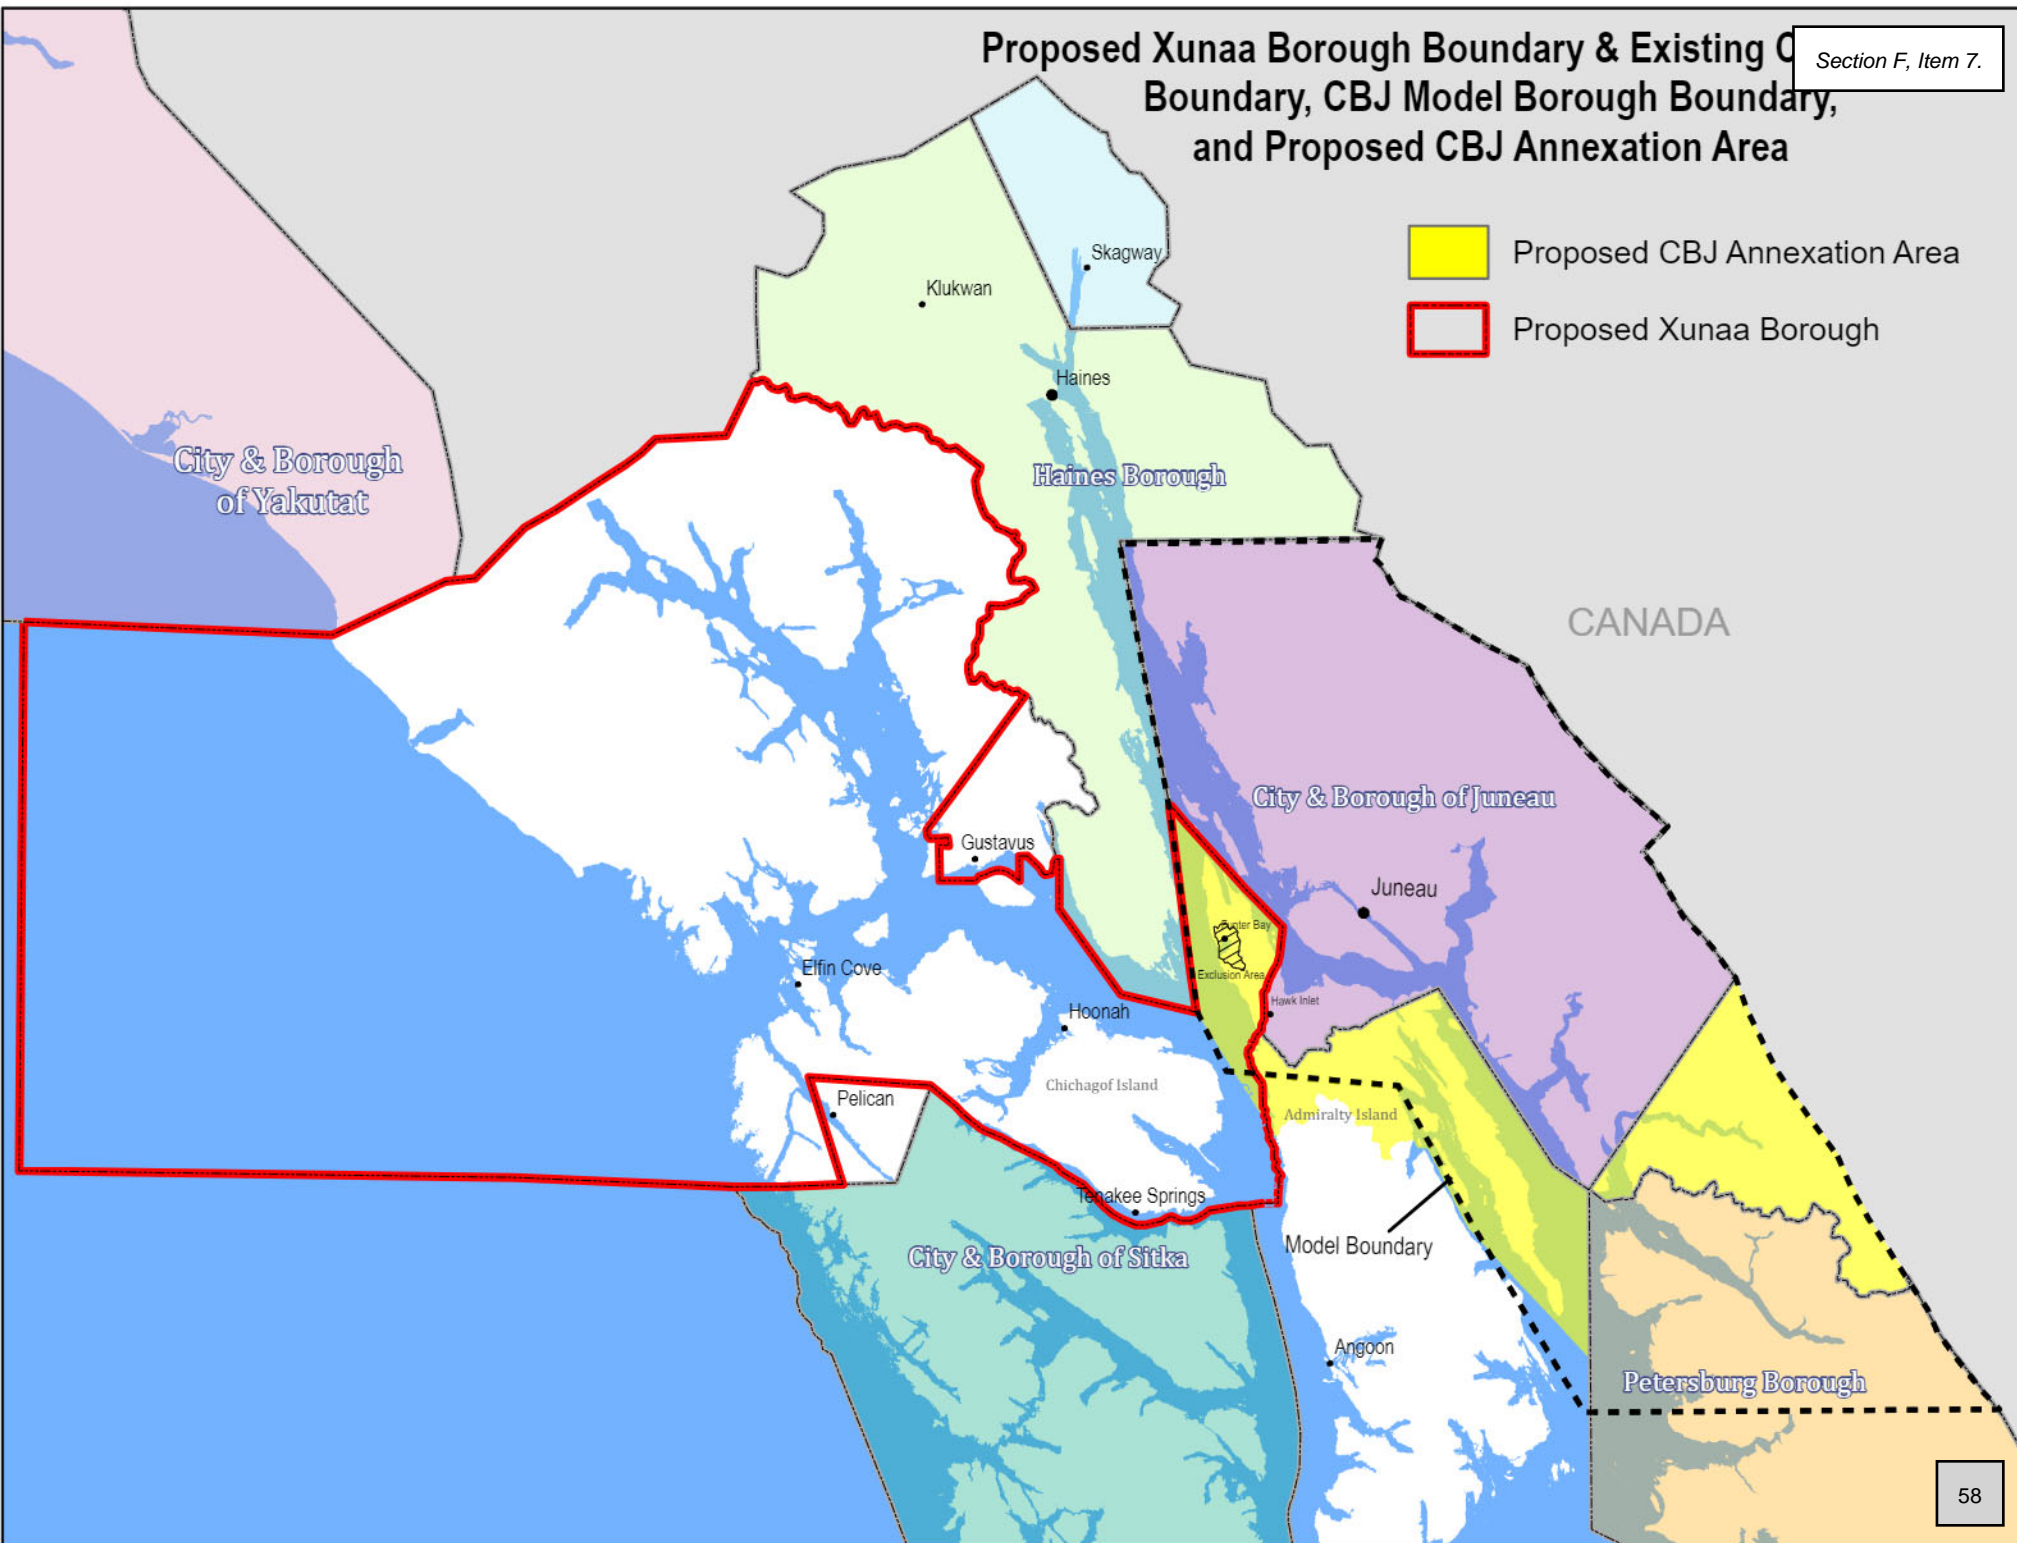 Proposed Xunaa Borough Boundary & Existing C
Section F, Item 7.
Boundary, CBJ Model Borough Boundary,
and Proposed CBJ Annexation Area
Proposed CBJ Annexation Area
Proposed Xunaa Borough
Skagway
Klukwan
Haines
City & Borough
of Yakutat
Haines Borough
CANADA
City & Borough of Juneau
Gustavus
Juneau
Bay
Elfin Cove
Exclusion Area
Hawk Inlet
Hoonah
Chichagof Island
Pelican
Admiralty Island
Tenakee Springs
Model Boundary
City & Borough of Sitka
Angoon
Petersburg Borough
58